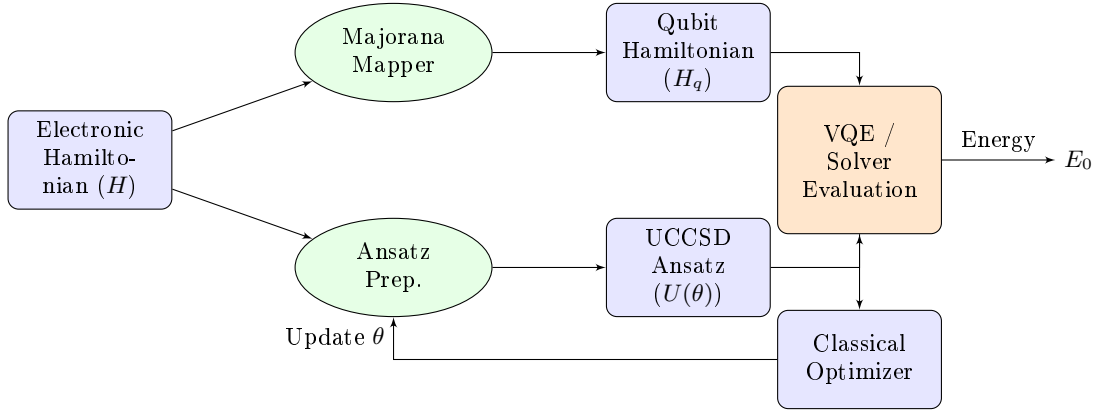 Majorana
Mapper
Qubit
Hamiltonian
(H_q)
Electronic
Hamilto-
nian (H)
VQE /
Solver
Evaluation
Energy
E_0
Ansatz
Prep.
UCCSD
Ansatz
(U(θ))
Update θ
Classical
Optimizer